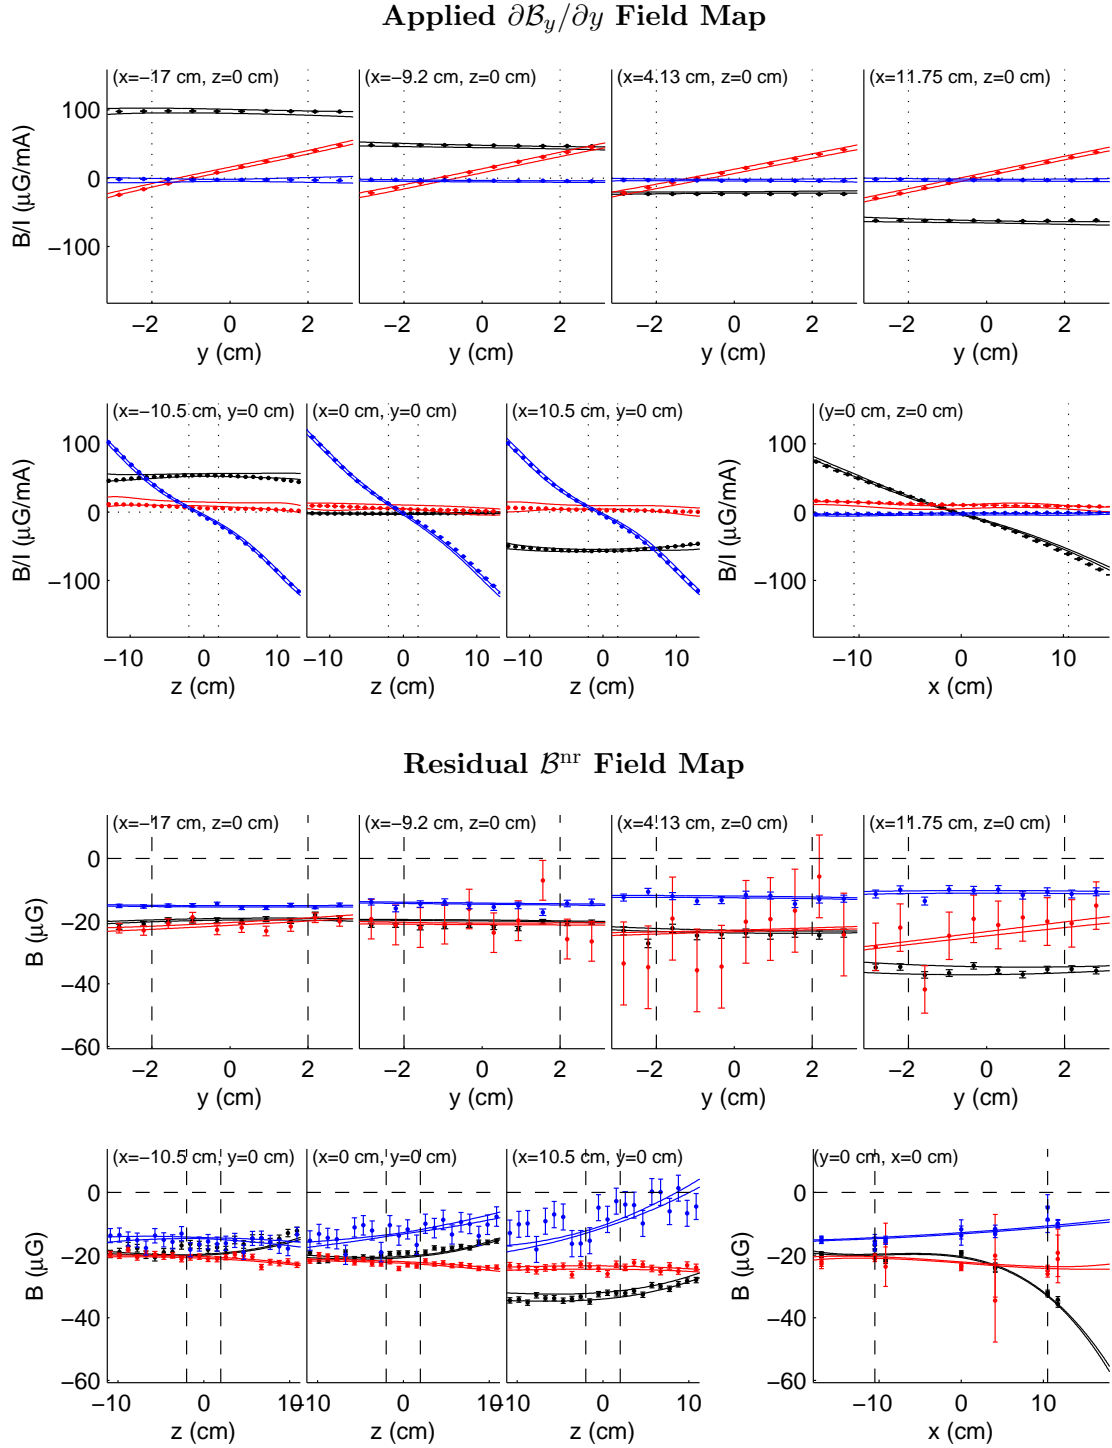 Applied ∂B_y/∂y Field Map
(x=−17 cm, z=0 cm) (x=−9.2 cm, z=0 cm) (x=4.13 cm, z=0 cm) (x=11.75 cm, z=0 cm)
100
0
−100
B/I (μG/mA)
−2 0 2 −2 0 2 −2 0 2 −2 0 2
y (cm) y (cm) y (cm) y (cm)
(x=−10.5 cm, y=0 cm) (x=0 cm, y=0 cm) (x=10.5 cm, y=0 cm) (y=0 cm, z=0 cm)
100 100
0 0
−100 −100
B/I (μG/mA) B/I (μG/mA)
−10 0 10 −10 0 10 −10 0 10 −10 0 10
z (cm) z (cm) z (cm) x (cm)
Residual B^nr Field Map
(x=−17 cm, z=0 cm) (x=−9.2 cm, z=0 cm) (x=4.13 cm, z=0 cm) (x=11.75 cm, z=0 cm)
0
−20
−40
−60
B (μG)
−2 0 2 −2 0 2 −2 0 2 −2 0 2
y (cm) y (cm) y (cm) y (cm)
(x=−10.5 cm, y=0 cm) (x=0 cm, y=0 cm) (x=10.5 cm, y=0 cm) (y=0 cm, x=0 cm)
0 0
−20 −20
−40 −40
−60 −60
B (μG) B (μG)
−10 0 10 −10 0 10 −10 0 10 −10 0 10
z (cm) z (cm) z (cm) x (cm)